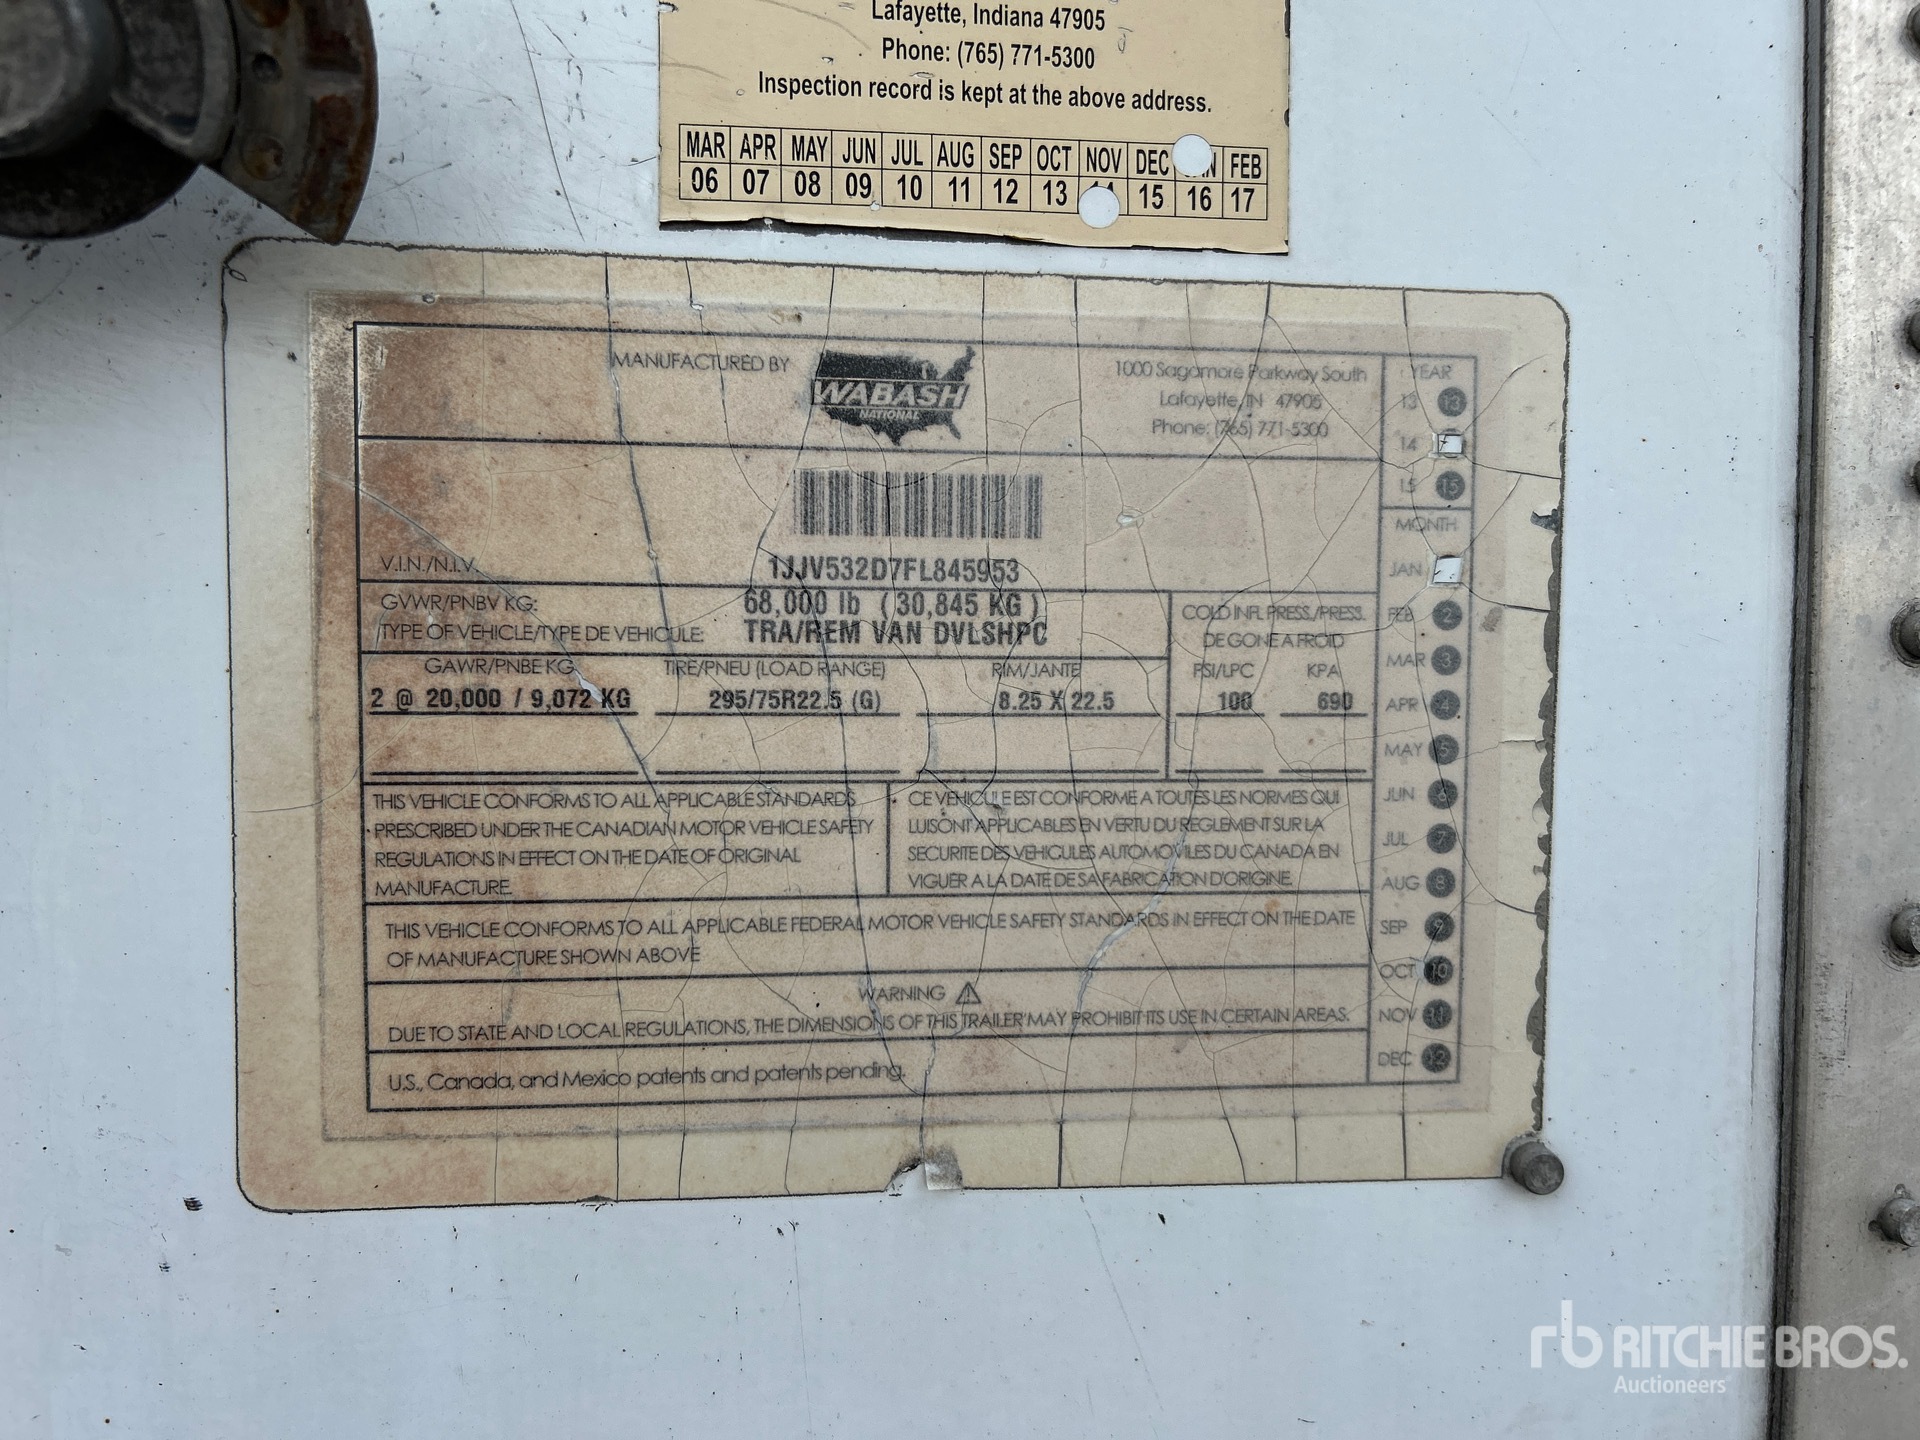 Lafayette, Indiana 47905
Phone: (765) 771-5300
Inspection record is kept at the above address.
MAR APR MAY JUN JUL AUG SEP OCT NOV DEC FEB
06 07 08 09 10 11 12 13 15 16 17
MANUFACTURED BY
WABASH
NATIONAL
1000 Sagamore Parkway South
Lafayette, IN 47905
Phone: (765) 771-5300
YEAR
13 13
14
15 15
MONTH
JAN
FEB 2
MAR 3
APR 4
MAY 5
JUN 6
JUL 7
AUG 8
SEP 9
OCT 10
NOV 11
DEC 12
V.I.N./N.I.V. 1JJV532D7FL845953
GVWR/PNBV KG: 68,000 lb (30,845 KG)
TYPE OF VEHICLE/TYPE DE VEHICULE: TRA/REM VAN DVLSHPC
COLD INFL PRESS./PRESS.
DE GONE A FROID
GAWR/PNBE KG TIRE/PNEU (LOAD RANGE) RIM/JANTE PSI/LPC KPA
2 @ 20,000 / 9,072 KG 295/75R22.5 (G) 8.25 X 22.5 100 690
THIS VEHICLE CONFORMS TO ALL APPLICABLE STANDARDS
PRESCRIBED UNDER THE CANADIAN MOTOR VEHICLE SAFETY
REGULATIONS IN EFFECT ON THE DATE OF ORIGINAL
MANUFACTURE.
CE VEHICULE EST CONFORME A TOUTES LES NORMES QUI
LUI SONT APPLICABLES EN VERTU DU REGLEMENT SUR LA
SECURITE DES VEHICULES AUTOMOVILES DU CANADA EN
VIGUER A LA DATE DE SA FABRICATION D'ORIGINE.
THIS VEHICLE CONFORMS TO ALL APPLICABLE FEDERAL MOTOR VEHICLE SAFETY STANDARDS IN EFFECT ON THE DATE
OF MANUFACTURE SHOWN ABOVE
WARNING
DUE TO STATE AND LOCAL REGULATIONS, THE DIMENSIONS OF THIS TRAILER MAY PROHIBIT ITS USE IN CERTAIN AREAS.
U.S., Canada, and Mexico patents and patents pending.
rb RITCHIE BROS.
Auctioneers